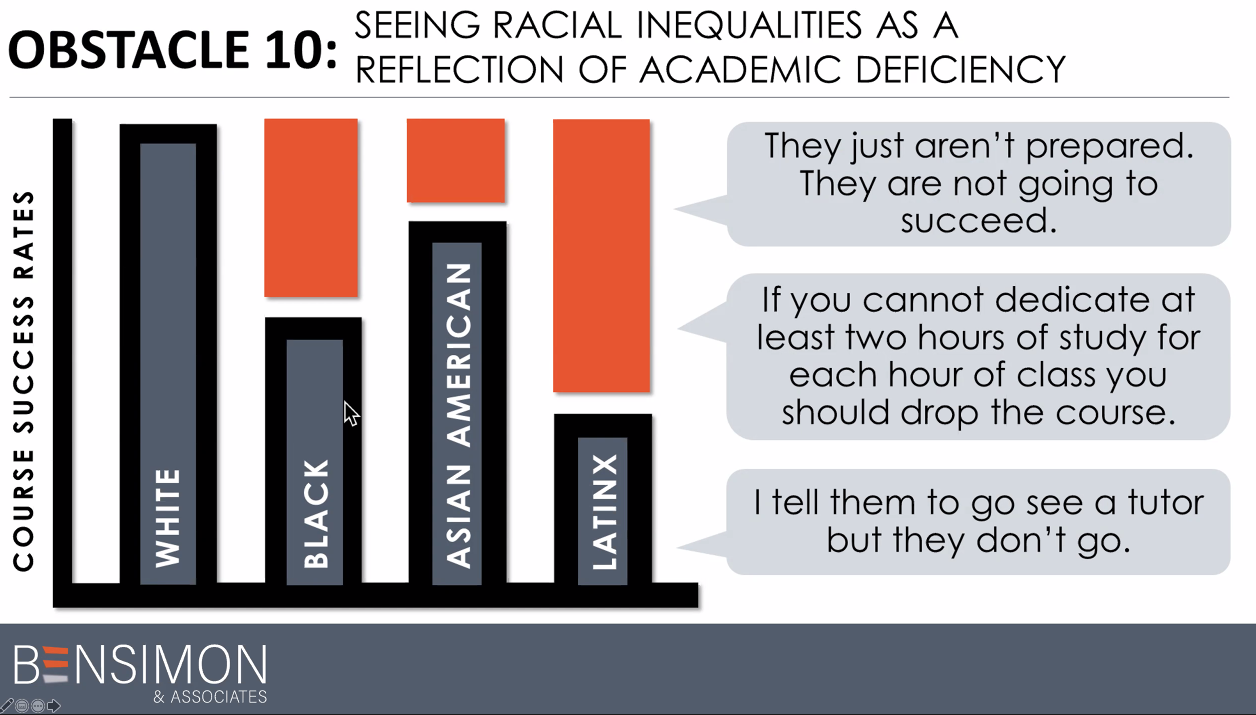 OBSTACLE 10:
SEEING RACIAL INEQUALITIES AS A
REFLECTION OF ACADEMIC DEFICIENCY
COURSE SUCCESS RATES
WHITE
BLACK
ASIAN AMERICAN
LATINX
They just aren’t prepared.
They are not going to
succeed.
If you cannot dedicate at
least two hours of study for
each hour of class you
should drop the course.
I tell them to go see a tutor
but they don’t go.
BENSIMON
& ASSOCIATES